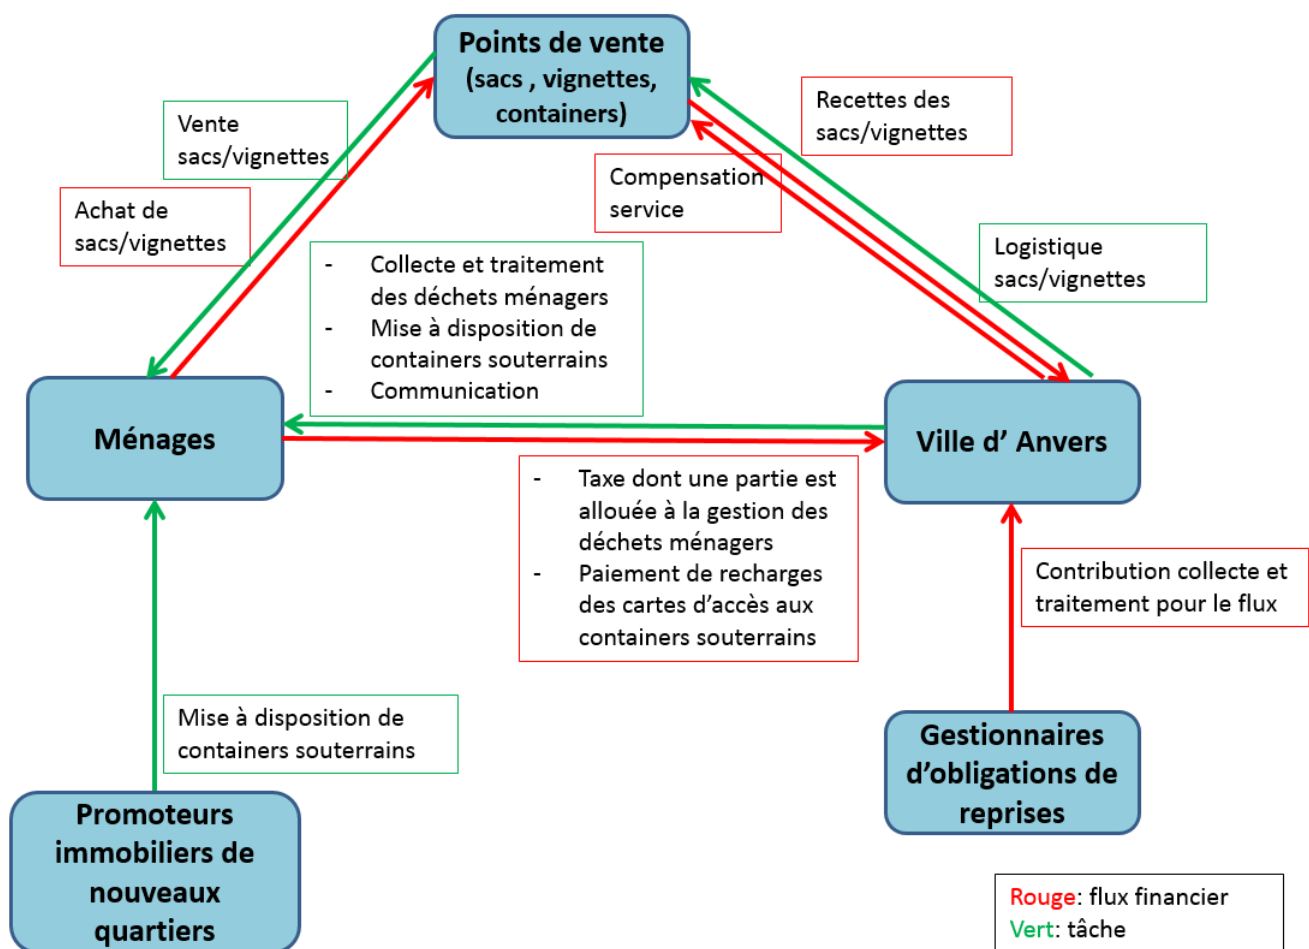 Points de vente
(sacs , vignettes,
containers)
Vente
sacs/vignettes
Recettes des
sacs/vignettes
Compensation
service
Achat de
sacs/vignettes
Logistique
sacs/vignettes
- Collecte et traitement
des déchets ménagers
- Mise à disposition de
containers souterrains
- Communication
Ménages
Ville d’ Anvers
- Taxe dont une partie est
allouée à la gestion des
déchets ménagers
- Paiement de recharges
des cartes d’accès aux
containers souterrains
Contribution collecte et
traitement pour le flux
Mise à disposition de
containers souterrains
Gestionnaires
d’obligations de
reprises
Promoteurs
immobiliers de
nouveaux
quartiers
Rouge: flux financier
Vert: tâche